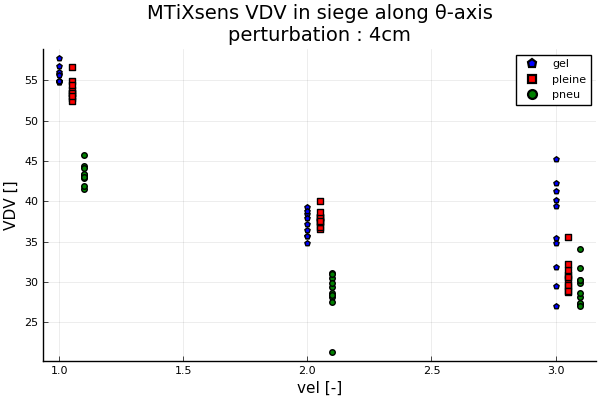 MTiXsens VDV in siege along θ-axis
perturbation : 4cm
gel
pleine
pneu
VDV []
55
50
45
40
35
30
25
1.0
1.5
2.0
2.5
3.0
vel [-]